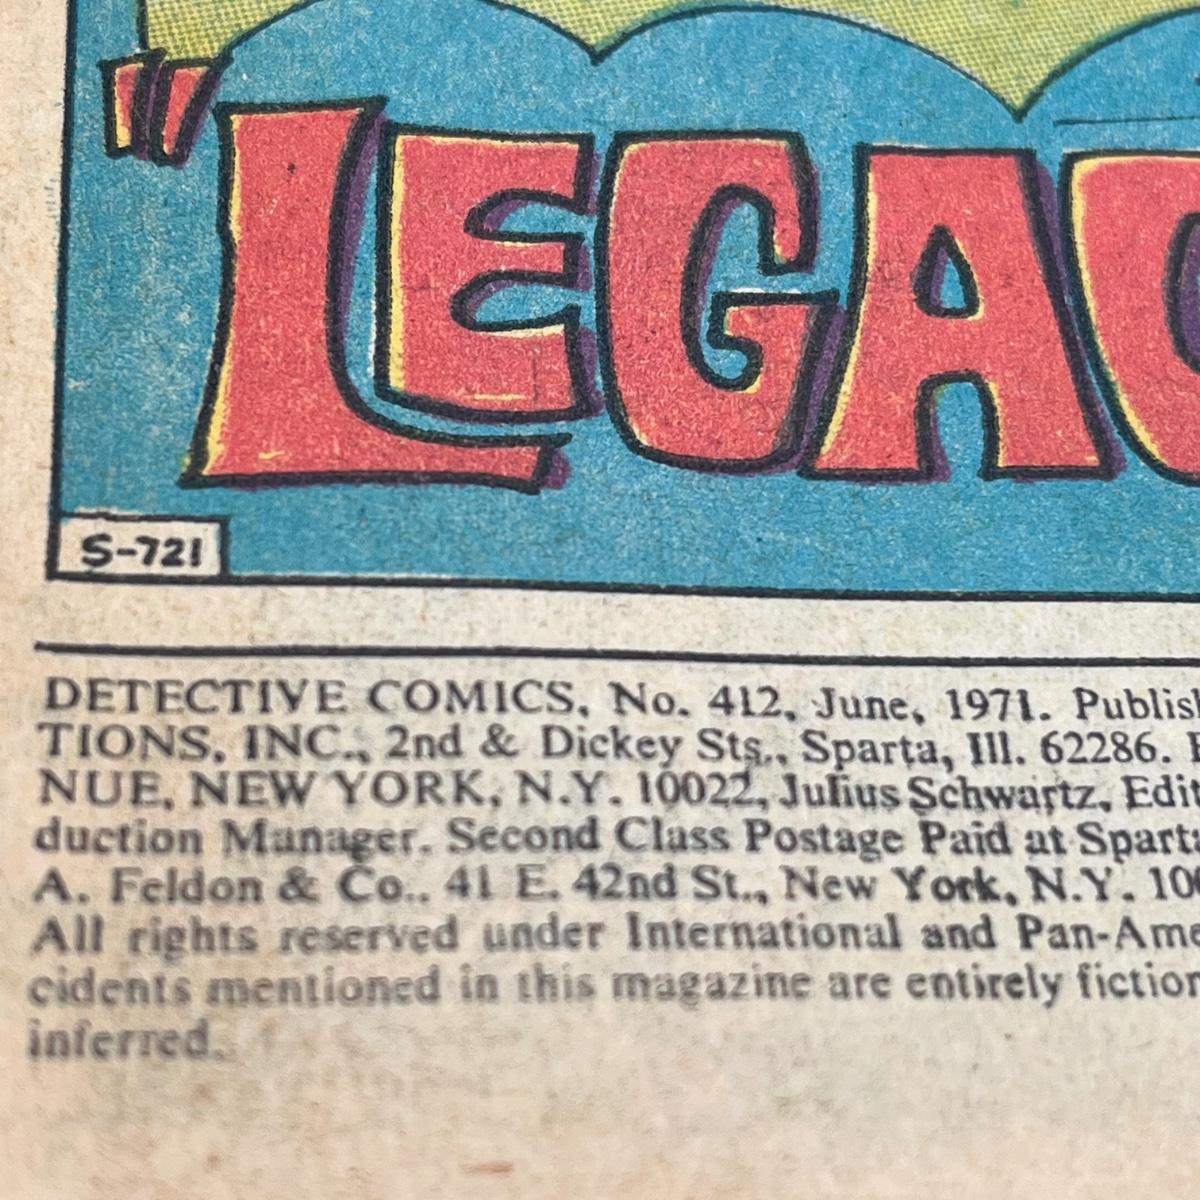 "LEGAC
S-721
DETECTIVE COMICS, No. 412, June, 1971. Publish
TIONS, INC., 2nd & Dickey Sts., Sparta, Ill. 62286.
NUE, NEW YORK, N.Y. 10022, Julius Schwartz, Edit
duction Manager. Second Class Postage Paid at Sparta
A. Feldon & Co., 41 E. 42nd St., New York, N.Y. 100
All rights reserved under International and Pan-Ame
cidents mentioned in this magazine are entirely fiction
inferred.